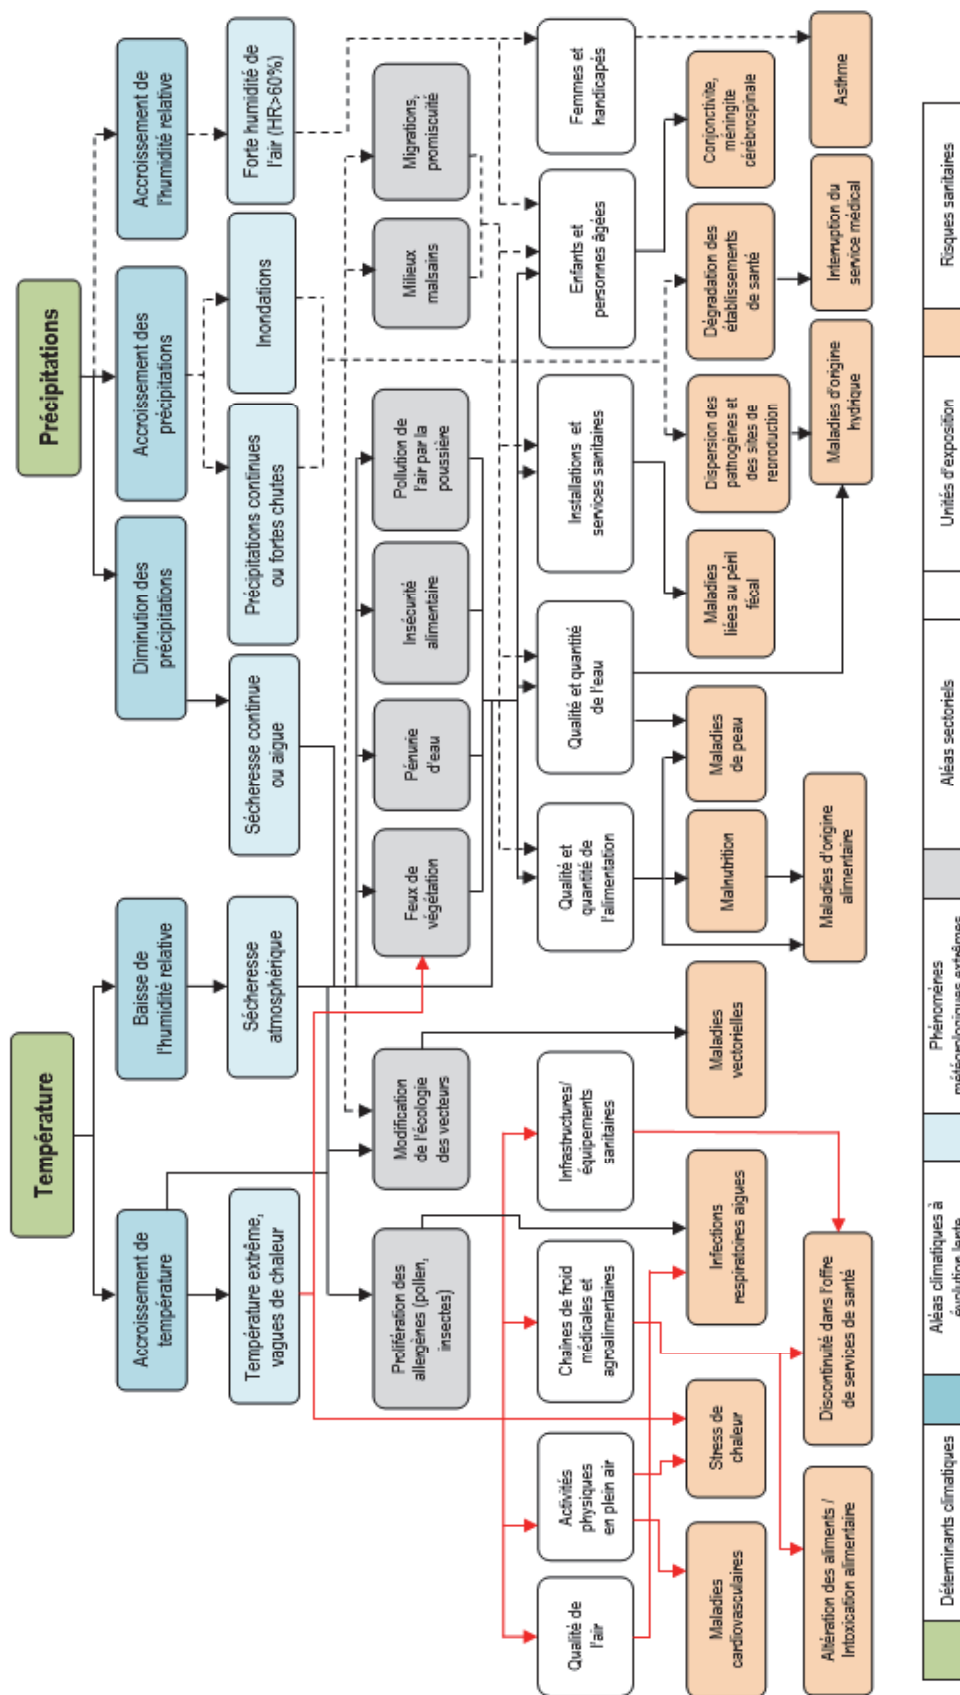 Température
Précipitations
Accroissement de
température
Baisse de
l'humidité relative
Diminution des
précipitations
Accroissement des
précipitations
Accroissement de
l'humidité relative
Température extrême,
vagues de chaleur
Sécheresse
atmosphérique
Sécheresse continue
ou aigue
Précipitations continues
ou fortes chutes
Inondations
Forte humidité de
l'air (HR>60%)
Prolifération des
allergènes (pollen,
insectes)
Modification
de l'écologie
des vecteurs
Feux de
végétation
Pénurie
d'eau
Insécurité
alimentaire
Pollution de
l'air par la
poussière
Milieux
malsains
Migrations,
promiscuité
Qualité de
l'air
Activités
physiques
en plein air
Chaînes de froid
médicales et
agroalimentaires
Infrastructures/
équipements
sanitaires
Qualité et
quantité de
l'alimentation
Qualité et quantité
de l'eau
Installations et
services sanitaires
Enfants et
personnes âgées
Femmes et
handicapés
Maladies
cardiovasculaires
Stress de
chaleur
Infections
respiratoires aigues
Maladies
vectorielles
Malnutrition
Maladies
de peau
Maladies
liées au péril
fécal
Dispersion des
pathogènes et
des sites de
reproduction
Dégradation des
établissements
de santé
Conjonctivite,
méningite
cérébrospinale
Altération des aliments /
Intoxication alimentaire
Discontinuité dans l'offre
de services de santé
Maladies d'origine
alimentaire
Maladies d'origine
hydrique
Interruption du
service médical
Asthme
Déterminants climatiques
Aléas climatiques à
évolution lente
Phénomènes
météorologiques extrêmes
Aléas sectoriels
Unités d'exposition
Risques sanitaires